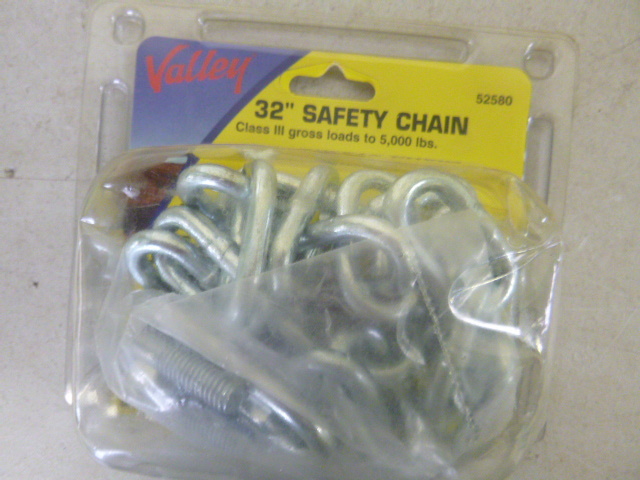 Valley
52580
32" SAFETY CHAIN
Class III gross loads to 5,000 lbs.